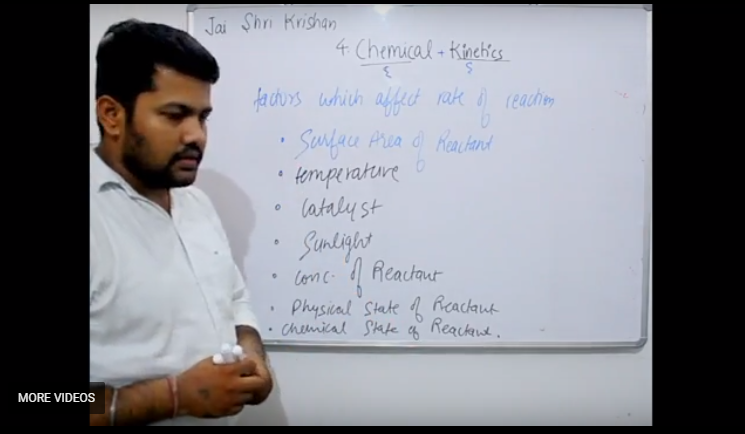 Jai Shri Krishan
4. Chemical + Kinetics
factors which affect rate of reaction
• Surface Area of Reactant
• temperature
• Catalyst
• Sunlight
• Conc. of Reactant
• Physical State of Reactant
• Chemical State of Reactant.
MORE VIDEOS